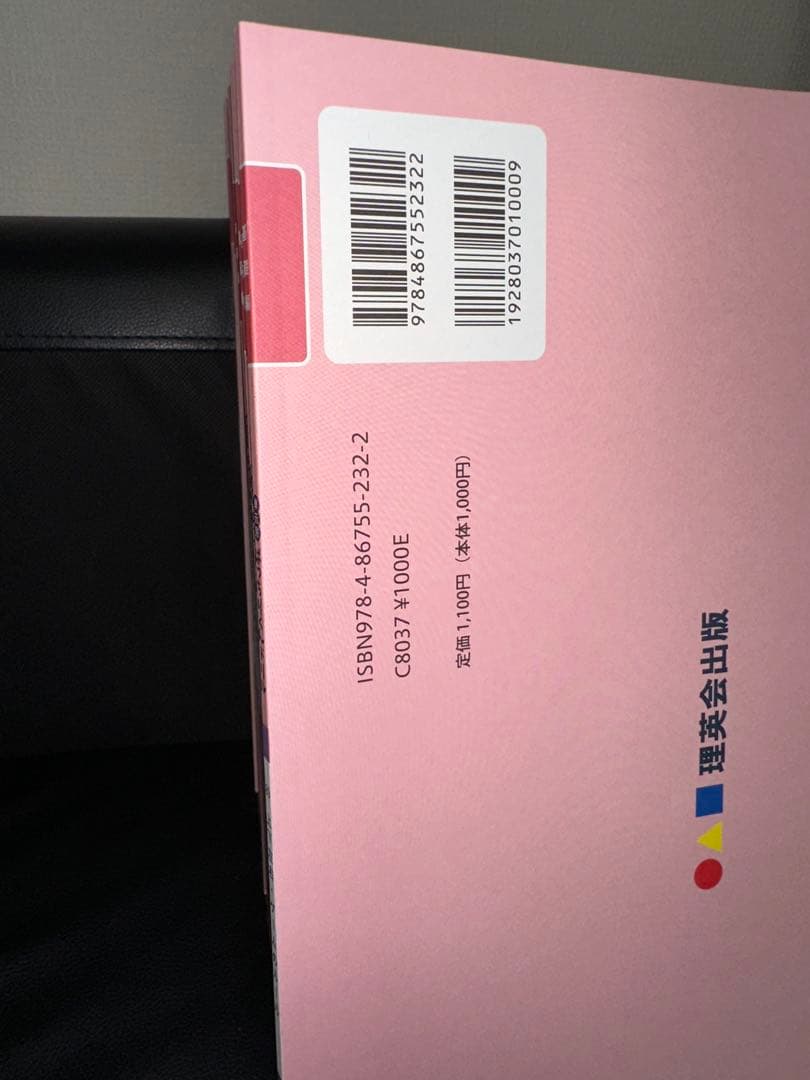 9784867552322
1928037010009
ISBN978-4-86755-232-2
C8037 ¥1000E
定価 1,100円（本体1,000円）
理英会出版